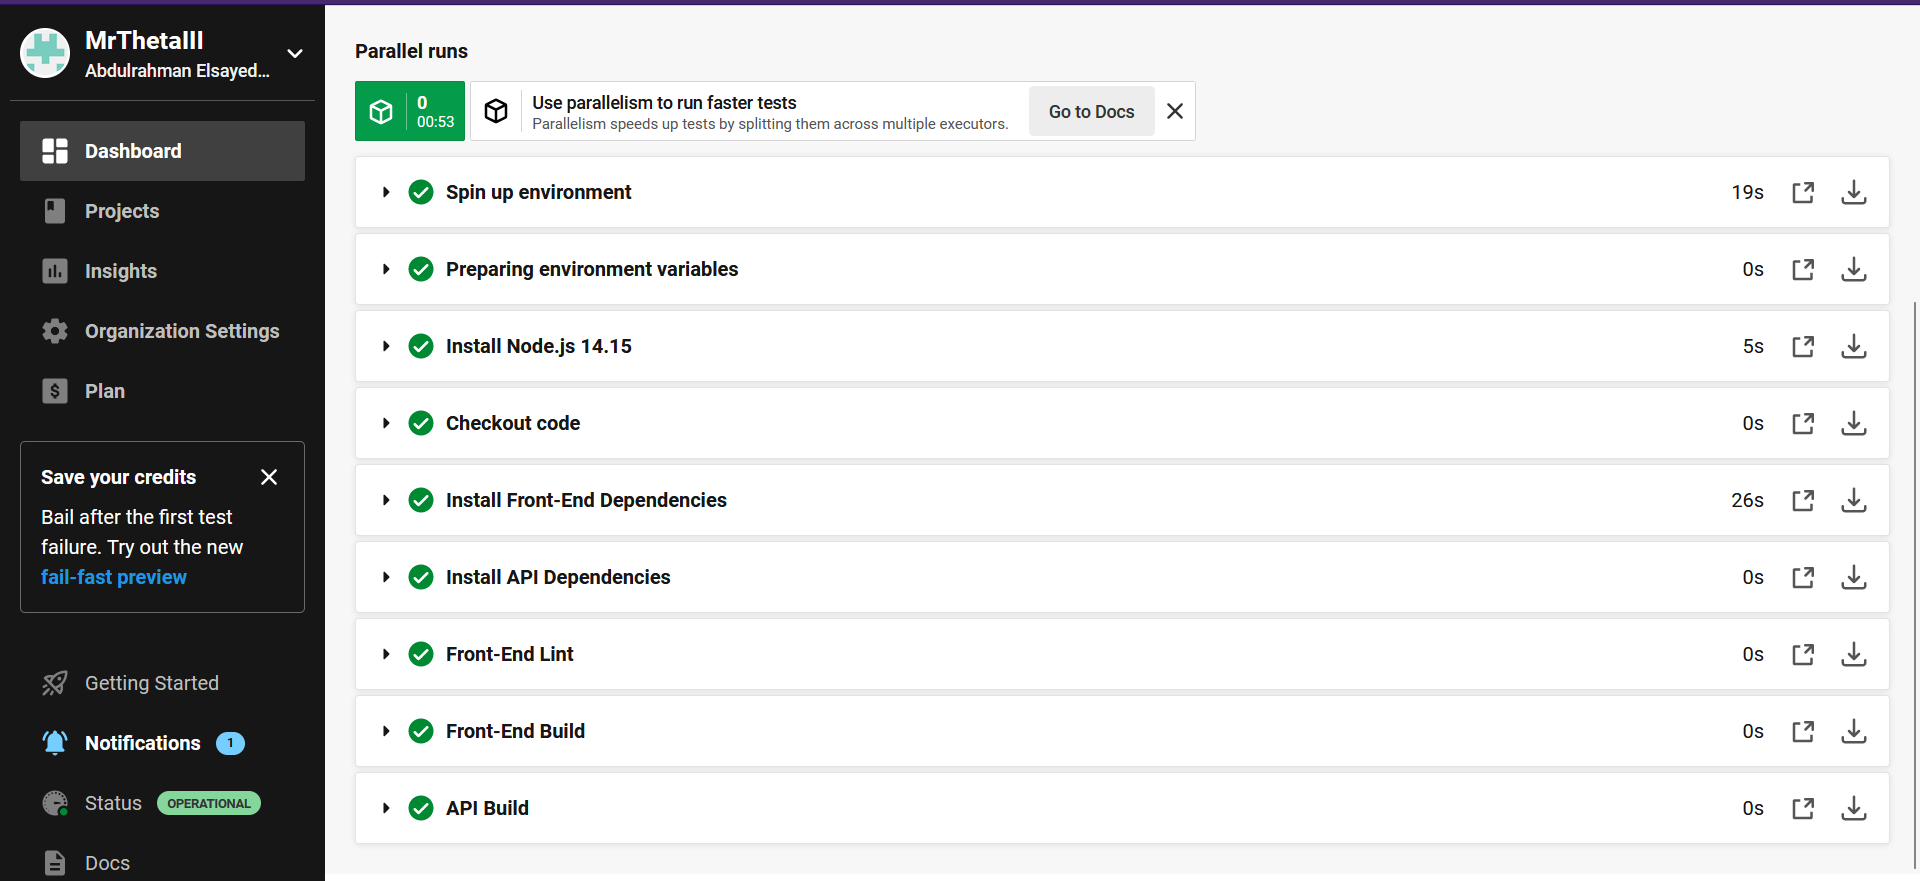 MrThetaIII
Abdulrahman Elsayed...
Dashboard
Projects
Insights
Organization Settings
Plan
Save your credits
Bail after the first test
failure. Try out the new
fail-fast preview
Getting Started
Notifications 1
Status OPERATIONAL
Docs
Parallel runs
0
00:53
Use parallelism to run faster tests
Parallelism speeds up tests by splitting them across multiple executors.
Go to Docs
Spin up environment 19s
Preparing environment variables 0s
Install Node.js 14.15 5s
Checkout code 0s
Install Front-End Dependencies 26s
Install API Dependencies 0s
Front-End Lint 0s
Front-End Build 0s
API Build 0s